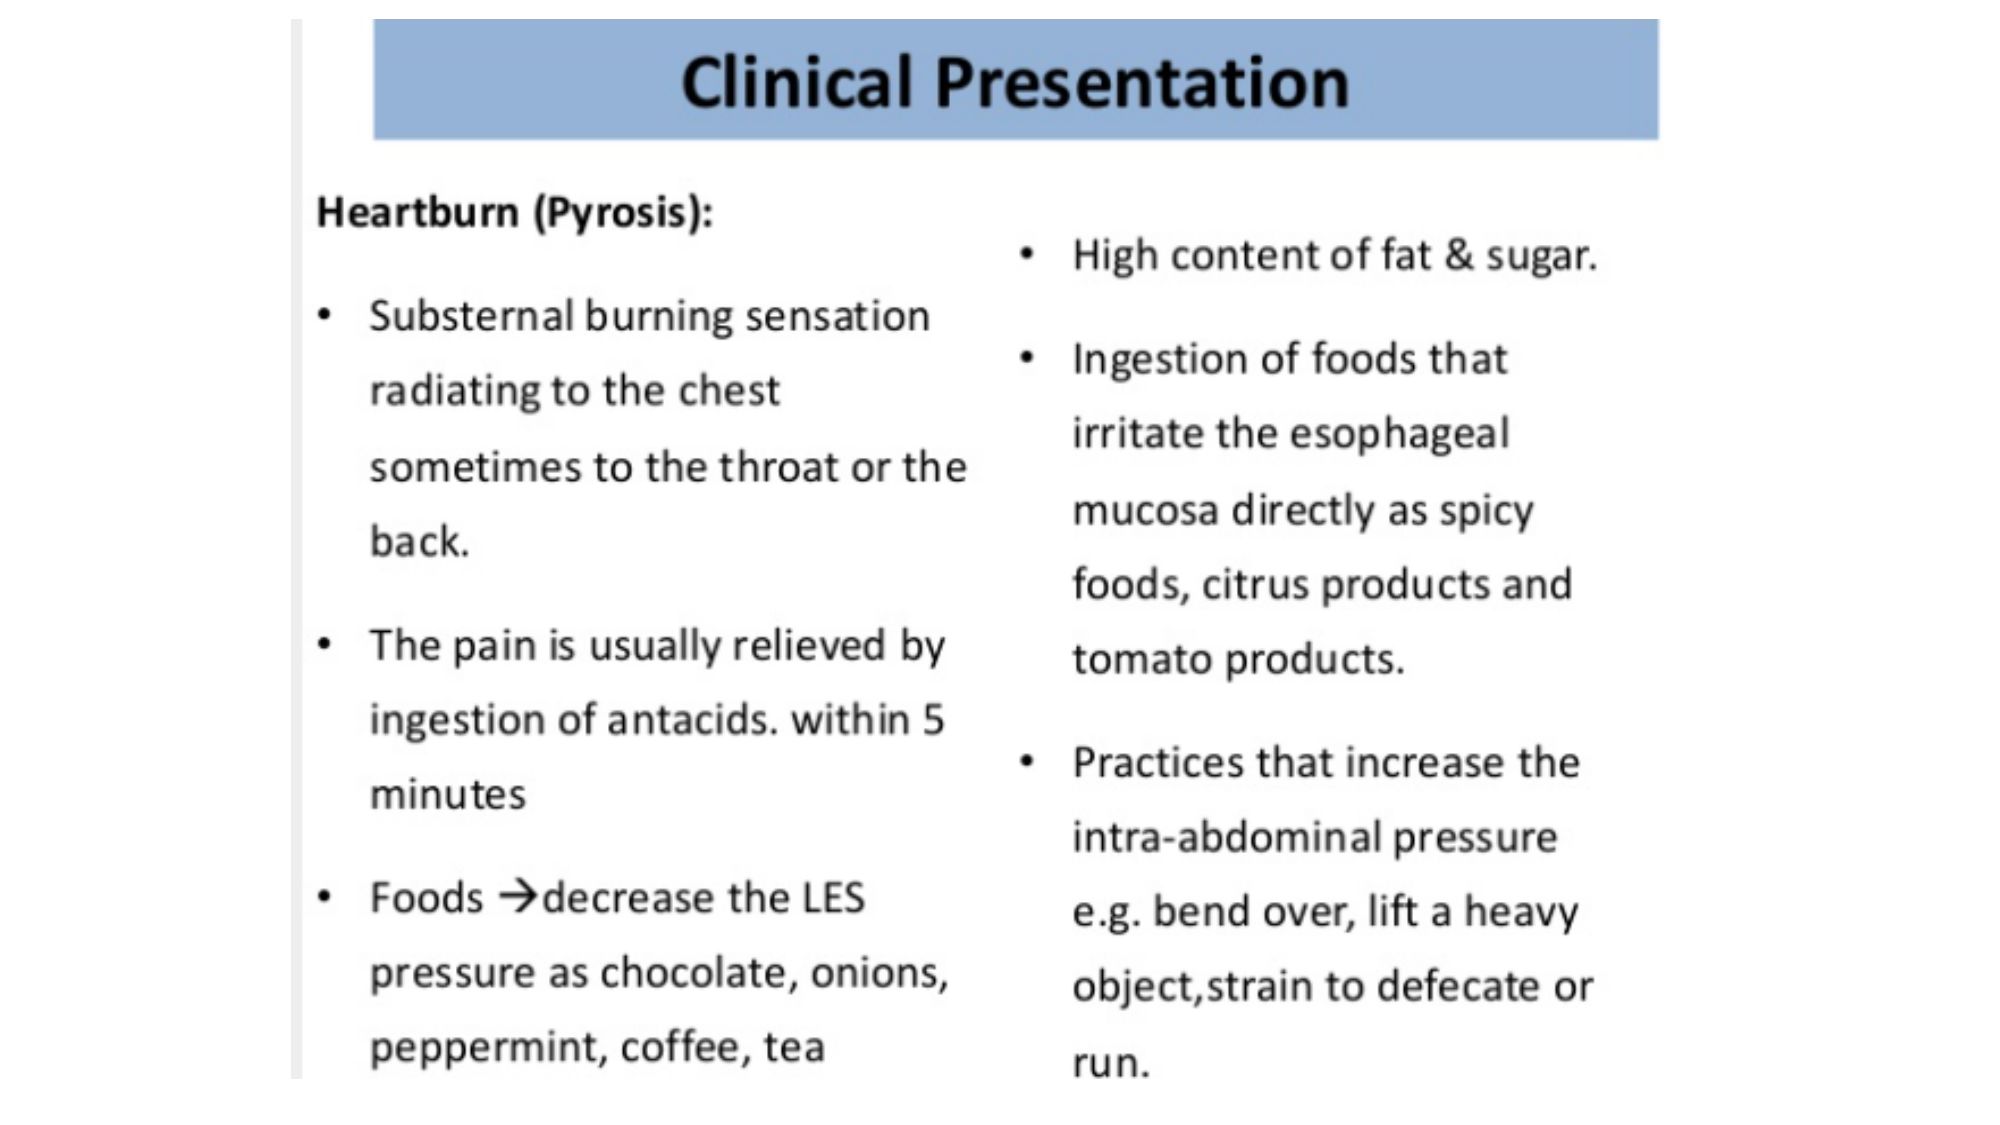 Clinical Presentation
Heartburn (Pyrosis):
• Substernal burning sensation
radiating to the chest
sometimes to the throat or the
back.
• The pain is usually relieved by
ingestion of antacids. within 5
minutes
• Foods →decrease the LES
pressure as chocolate, onions,
peppermint, coffee, tea
• High content of fat & sugar.
• Ingestion of foods that
irritate the esophageal
mucosa directly as spicy
foods, citrus products and
tomato products.
• Practices that increase the
intra-abdominal pressure
e.g. bend over, lift a heavy
object,strain to defecate or
run.